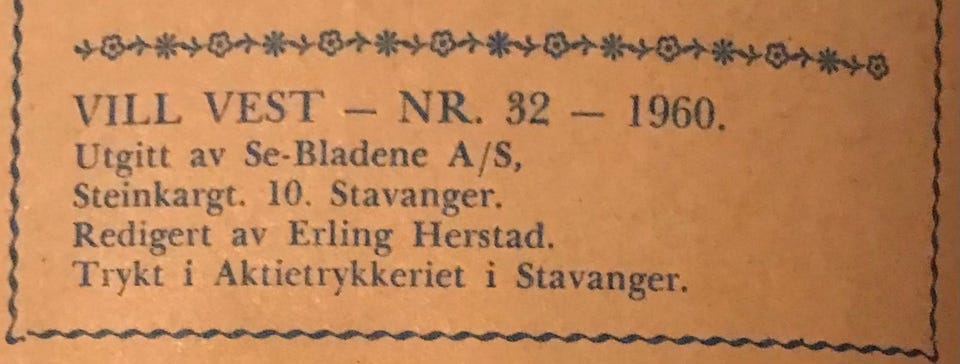 VILL VEST — NR. 32 — 1960.
Utgitt av Se-Bladene A/S,
Steinkargt. 10. Stavanger.
Redigert av Erling Herstad.
Trykt i Aktietrykkeriet i Stavanger.